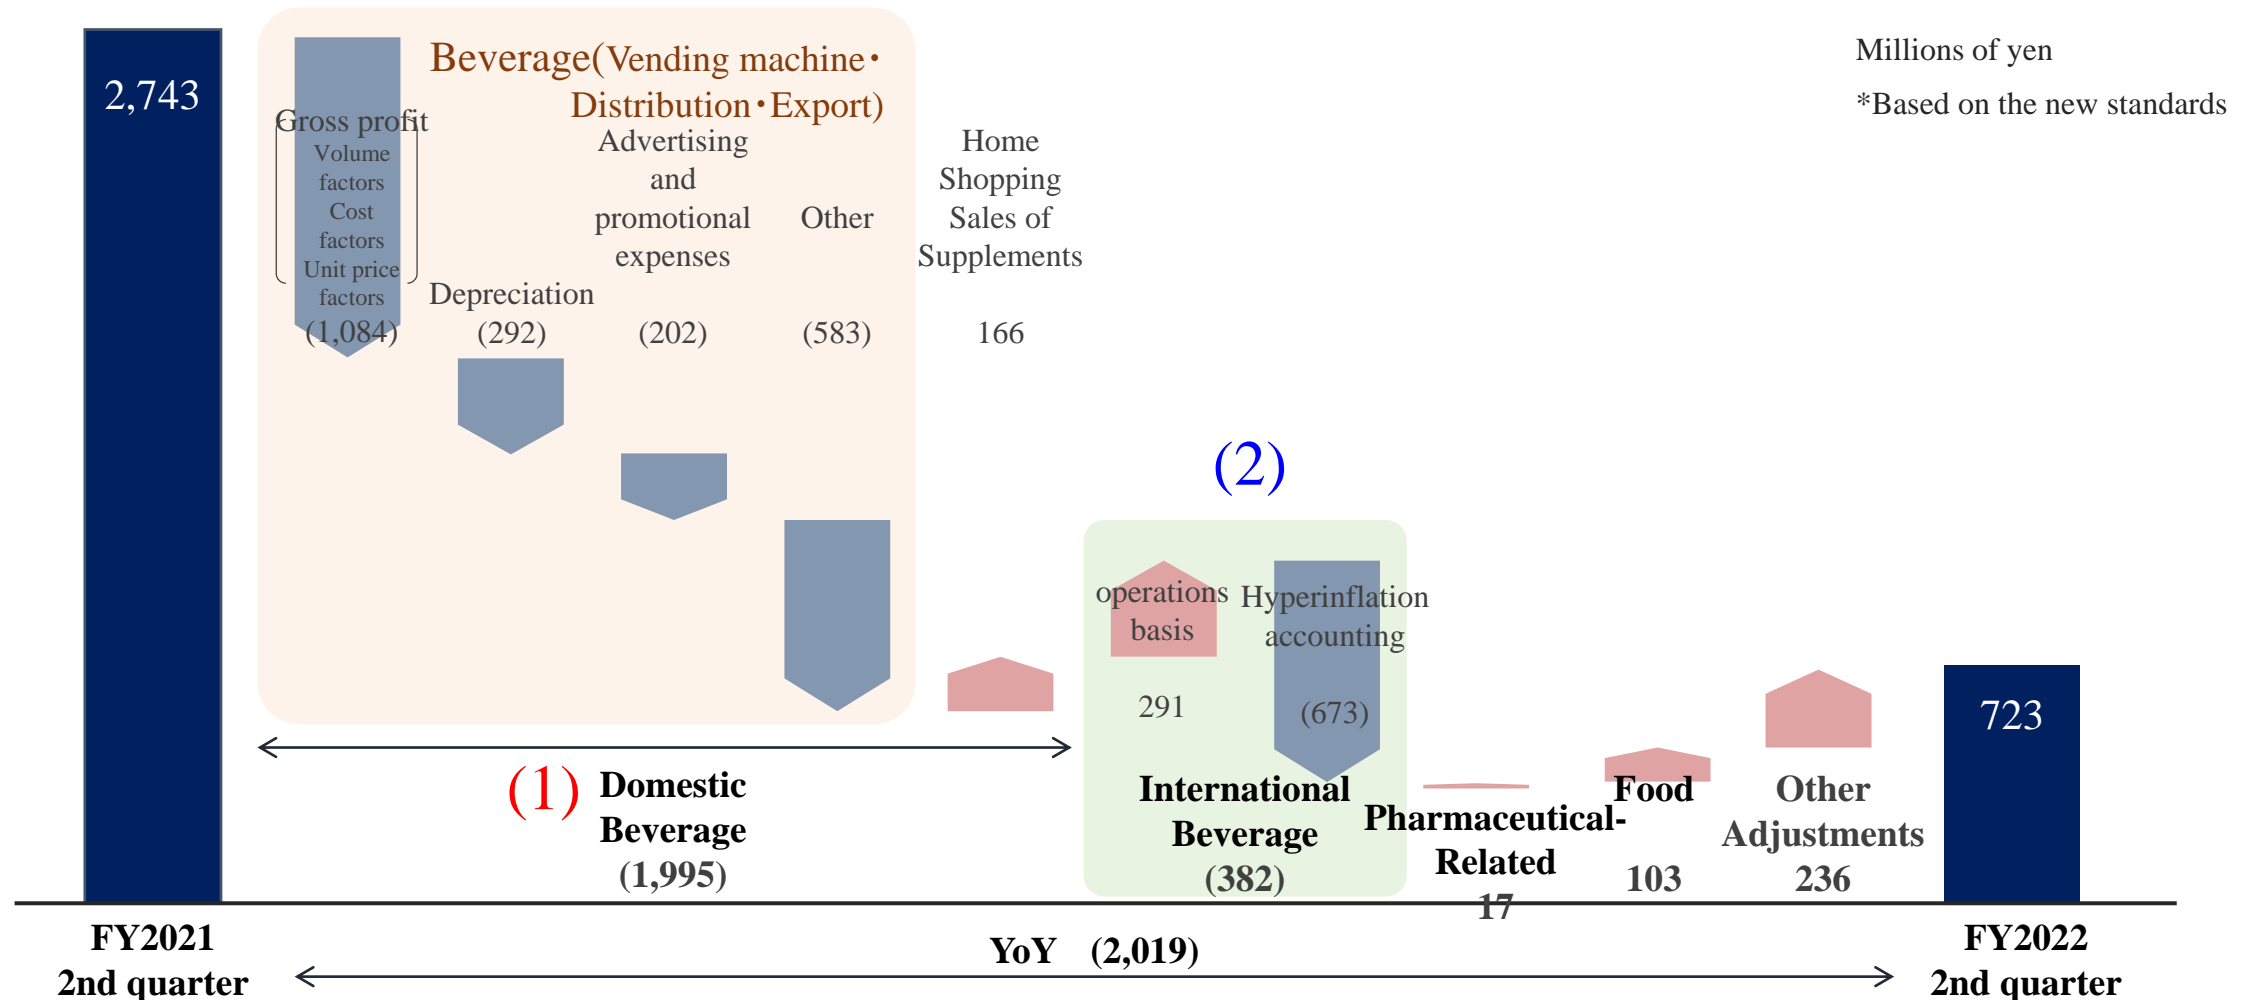 2,743
Beverage(Vending machine・
Distribution・Export)
Millions of yen
*Based on the new standards
Gross profit
Volume
factors
Cost
factors
Unit price
factors
(1,084)
Depreciation
(292)
Advertising
and
promotional
expenses
(202)
Other
(583)
Home
Shopping
Sales of
Supplements
166
(2)
operations
basis
291
Hyperinflation
accounting
(673)
(1)
Domestic
Beverage
(1,995)
International
Beverage
(382)
Pharmaceutical-
Related
17
Food
103
Other
Adjustments
236
723
FY2021
2nd quarter
YoY (2,019)
FY2022
2nd quarter